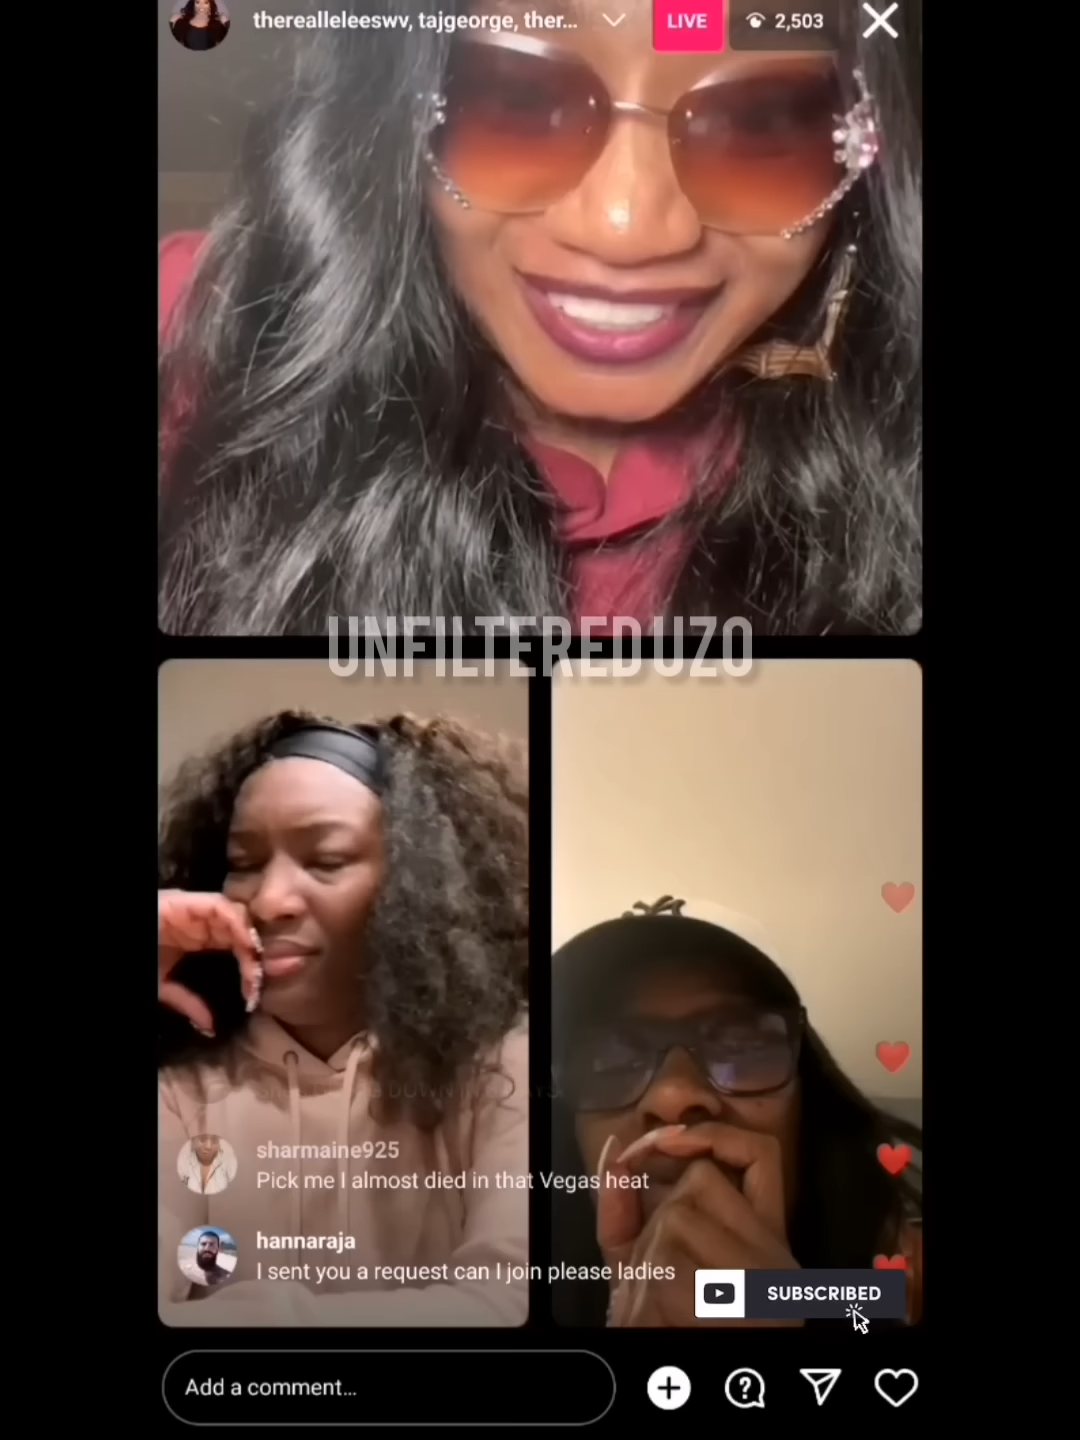 therealleleeswv, tajgeorge, ther...
LIVE
2,503
UNFILTEREDUZO
sharmaine925
Pick me I almost died in that Vegas heat
hannaraja
I sent you a request can I join please ladies
SUBSCRIBED
Add a comment...